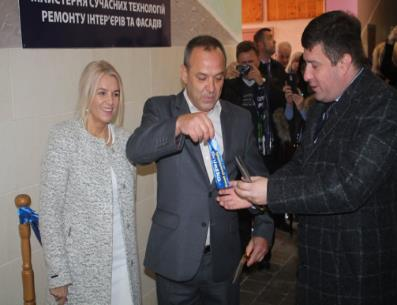 МАЙСТЕРНЯ СУЧАСНИХ ТЕХНОЛОГІЙ
РЕМОНТУ ІНТЕР'ЄРІВ ТА ФАСАДІВ